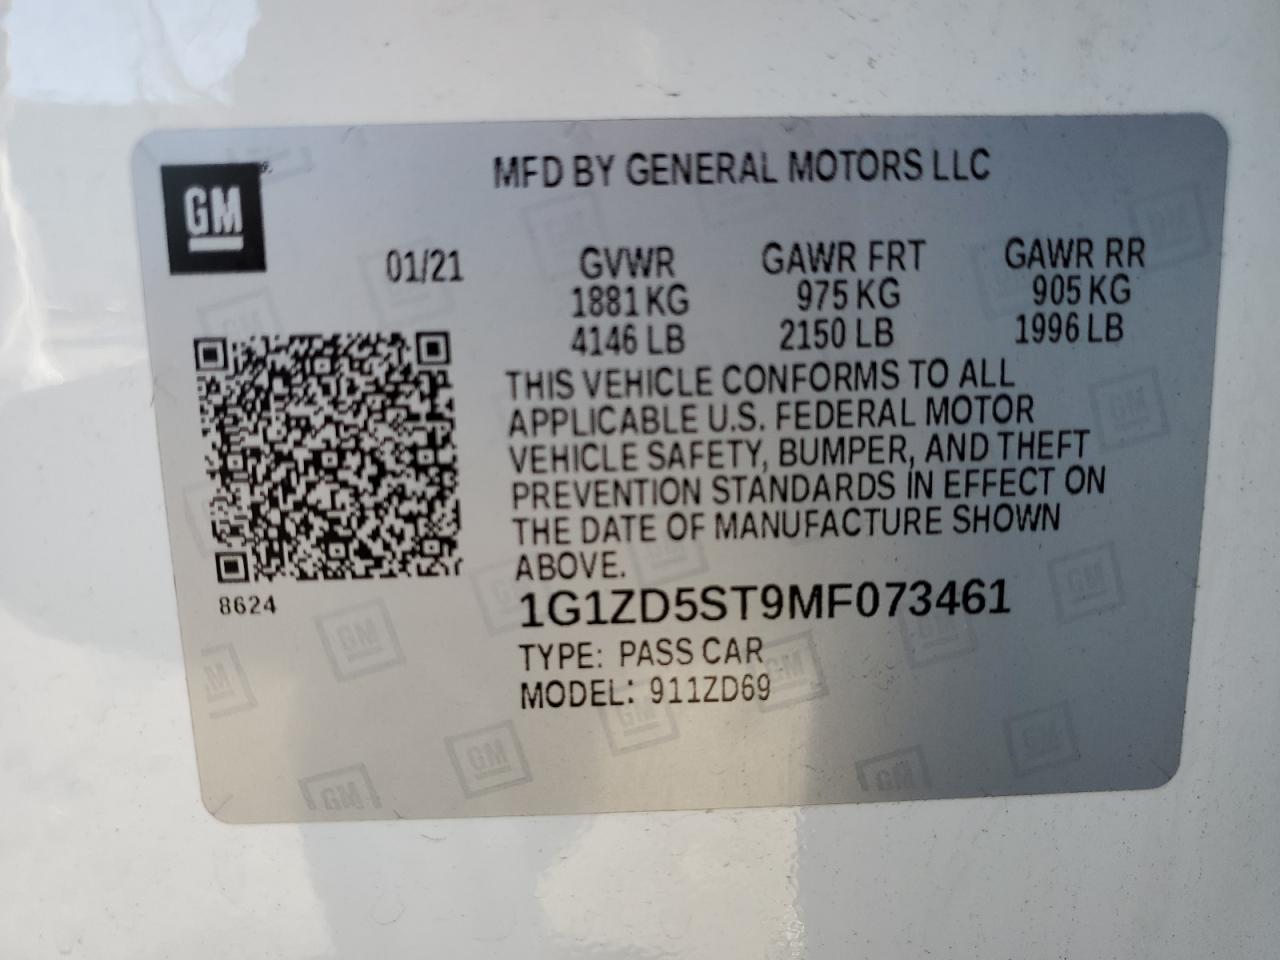 GM
MFD BY GENERAL MOTORS LLC
01/21
GVWR GAWR FRT GAWR RR
1881 KG 975 KG 905 KG
4146 LB 2150 LB 1996 LB
THIS VEHICLE CONFORMS TO ALL
APPLICABLE U.S. FEDERAL MOTOR
VEHICLE SAFETY, BUMPER, AND THEFT
PREVENTION STANDARDS IN EFFECT ON
THE DATE OF MANUFACTURE SHOWN
ABOVE.
8624
1G1ZD5ST9MF073461
TYPE: PASS CAR
MODEL: 911ZD69